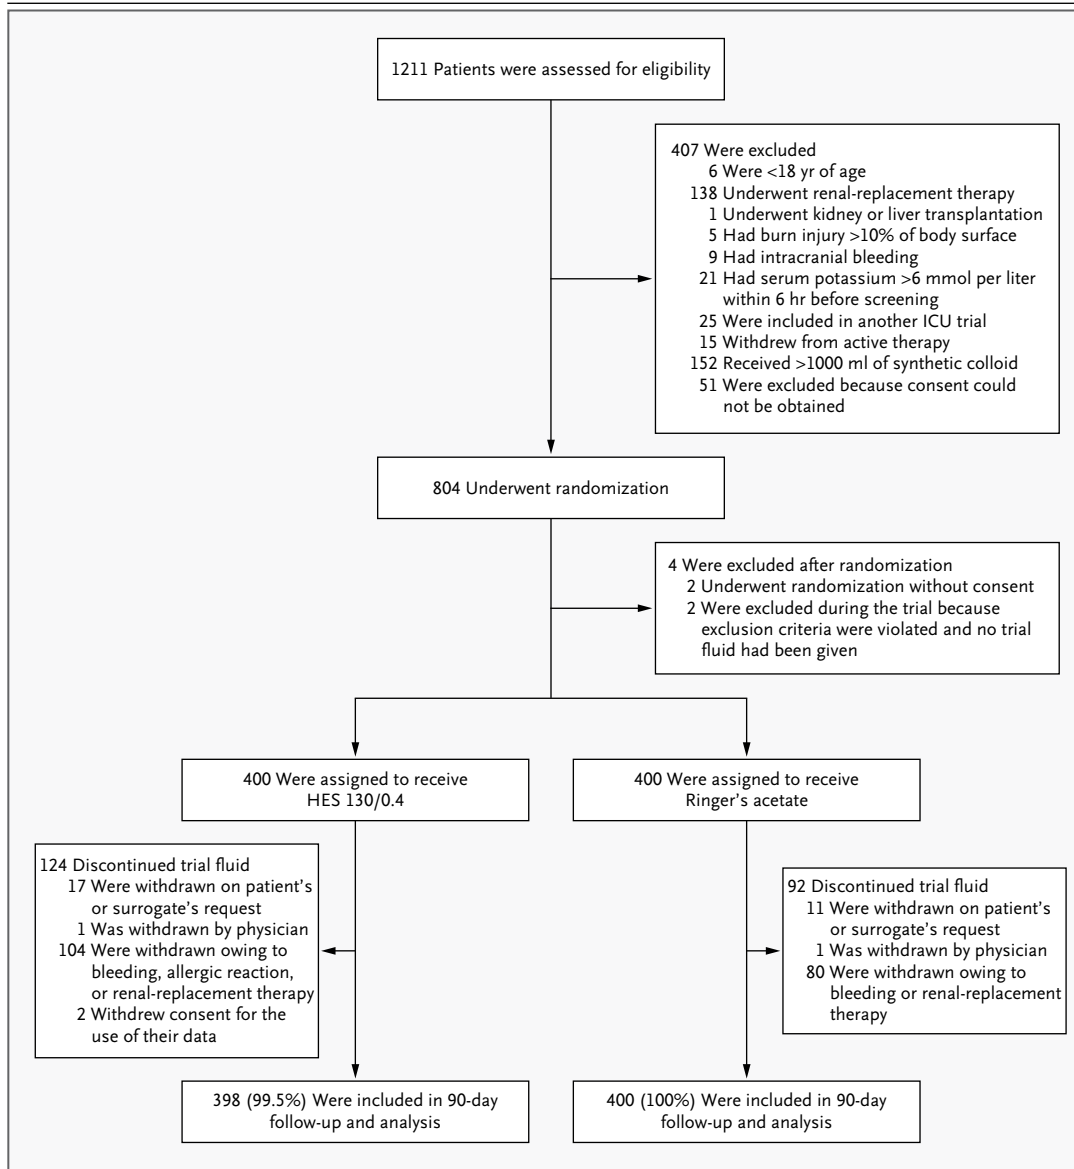 1211 Patients were assessed for eligibility
407 Were excluded
6 Were <18 yr of age
138 Underwent renal-replacement therapy
1 Underwent kidney or liver transplantation
5 Had burn injury >10% of body surface
9 Had intracranial bleeding
21 Had serum potassium >6 mmol per liter
within 6 hr before screening
25 Were included in another ICU trial
15 Withdrew from active therapy
152 Received >1000 ml of synthetic colloid
51 Were excluded because consent could
not be obtained
804 Underwent randomization
4 Were excluded after randomization
2 Underwent randomization without consent
2 Were excluded during the trial because
exclusion criteria were violated and no trial
fluid had been given
400 Were assigned to receive
HES 130/0.4
400 Were assigned to receive
Ringer's acetate
124 Discontinued trial fluid
17 Were withdrawn on patient's
or surrogate's request
1 Was withdrawn by physician
104 Were withdrawn owing to
bleeding, allergic reaction,
or renal-replacement therapy
2 Withdrew consent for the
use of their data
92 Discontinued trial fluid
11 Were withdrawn on patient's
or surrogate's request
1 Was withdrawn by physician
80 Were withdrawn owing to
bleeding or renal-replacement
therapy
398 (99.5%) Were included in 90-day
follow-up and analysis
400 (100%) Were included in 90-day
follow-up and analysis